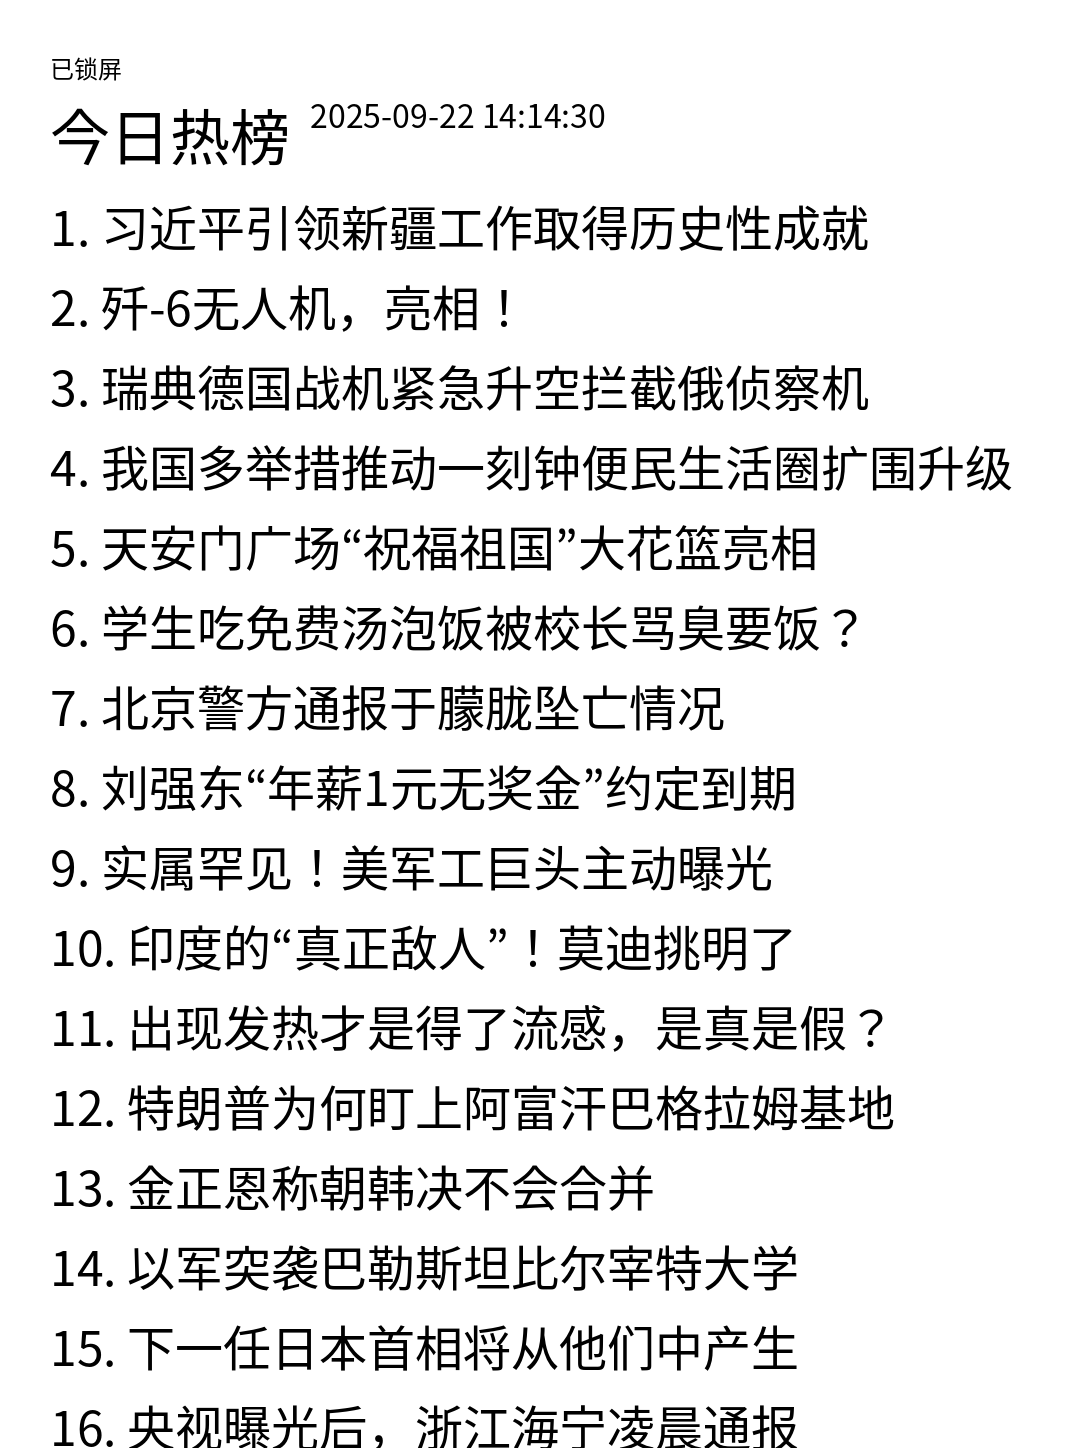 已锁屏
今日热榜 2025-09-22 14:14:30
1. 习近平引领新疆工作取得历史性成就
2. 歼-6无人机，亮相！
3. 瑞典德国战机紧急升空拦截俄侦察机
4. 我国多举措推动一刻钟便民生活圈扩围升级
5. 天安门广场“祝福祖国”大花篮亮相
6. 学生吃免费汤泡饭被校长骂臭要饭？
7. 北京警方通报于朦胧坠亡情况
8. 刘强东“年薪1元无奖金”约定到期
9. 实属罕见！美军工巨头主动曝光
10. 印度的“真正敌人”！莫迪挑明了
11. 出现发热才是得了流感，是真是假？
12. 特朗普为何盯上阿富汗巴格拉姆基地
13. 金正恩称朝韩决不会合并
14. 以军突袭巴勒斯坦比尔宰特大学
15. 下一任日本首相将从他们中产生
16. 央视曝光后，浙江海宁凌晨通报